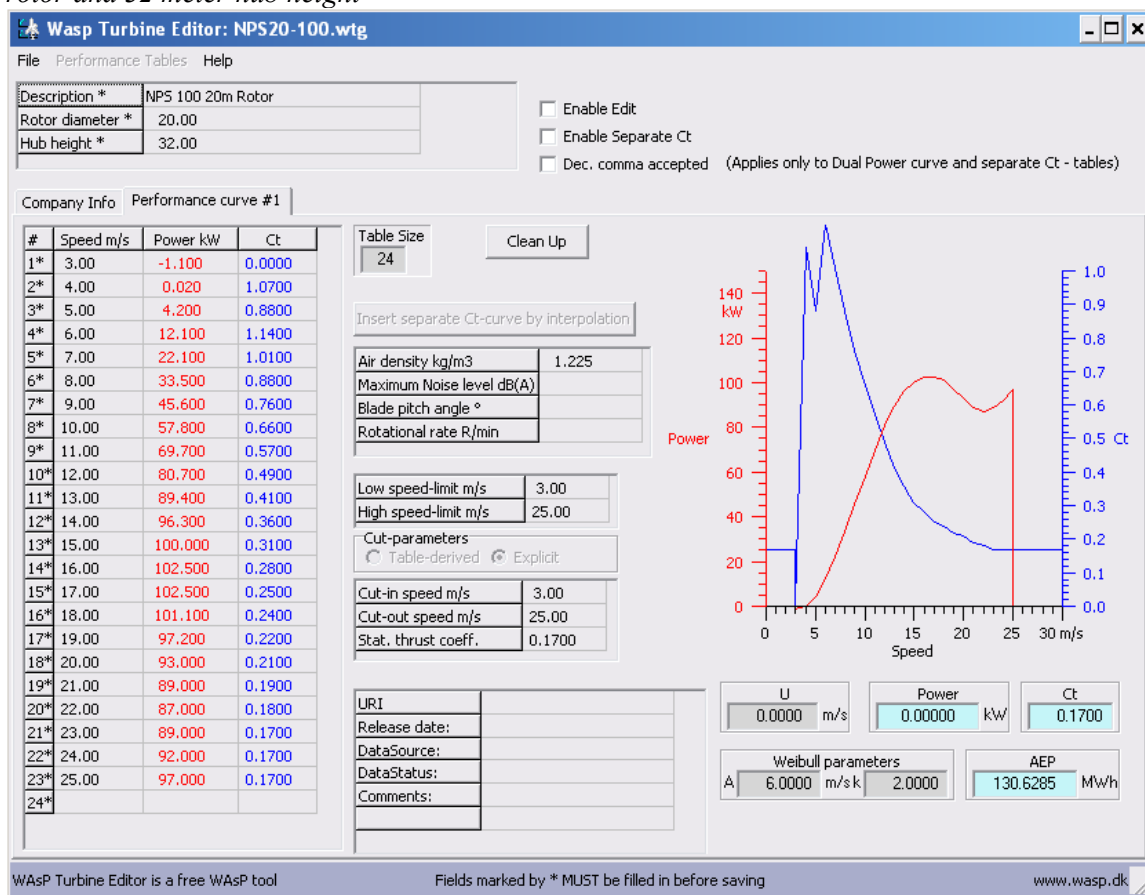 rotor and 32 meter hub height
Wasp Turbine Editor: NPS20-100.wtg
File Performance Tables Help
Description * NPS 100 20m Rotor
Rotor diameter * 20.00
Hub height * 32.00
Enable Edit
Enable Separate Ct
Dec. comma accepted (Applies only to Dual Power curve and separate Ct - tables)
Company Info Performance curve #1
# Speed m/s Power kW Ct
1* 3.00 -1.100 0.0000
2* 4.00 0.020 1.0700
3* 5.00 4.200 0.8800
4* 6.00 12.100 1.1400
5* 7.00 22.100 1.0100
6* 8.00 33.500 0.8800
7* 9.00 45.600 0.7600
8* 10.00 57.800 0.6600
9* 11.00 69.700 0.5700
10* 12.00 80.700 0.4900
11* 13.00 89.400 0.4100
12* 14.00 96.300 0.3600
13* 15.00 100.000 0.3100
14* 16.00 102.500 0.2800
15* 17.00 102.500 0.2500
16* 18.00 101.100 0.2400
17* 19.00 97.200 0.2200
18* 20.00 93.000 0.2100
19* 21.00 89.000 0.1900
20* 22.00 87.000 0.1800
21* 23.00 89.000 0.1700
22* 24.00 92.000 0.1700
23* 25.00 97.000 0.1700
24*
Table Size
24
Clean Up
Insert separate Ct-curve by interpolation
Air density kg/m3 1.225
Maximum Noise level dB(A)
Blade pitch angle °
Rotational rate R/min
Low speed-limit m/s 3.00
High speed-limit m/s 25.00
Cut-parameters
Table-derived Explicit
Cut-in speed m/s 3.00
Cut-out speed m/s 25.00
Stat. thrust coeff. 0.1700
URI
Release date:
DataSource:
DataStatus:
Comments:
140
kW
120
100
80
Power
60
40
20
0
1.0
0.9
0.8
0.7
0.6
0.5 Ct
0.4
0.3
0.2
0.1
0.0
0 5 10 15 20 25 30 m/s
Speed
U
0.0000 m/s
Power
0.00000 kW
Ct
0.1700
Weibull parameters
A 6.0000 m/s k 2.0000
AEP
130.6285 MWh
WAsP Turbine Editor is a free WAsP tool
Fields marked by * MUST be filled in before saving
www.wasp.dk